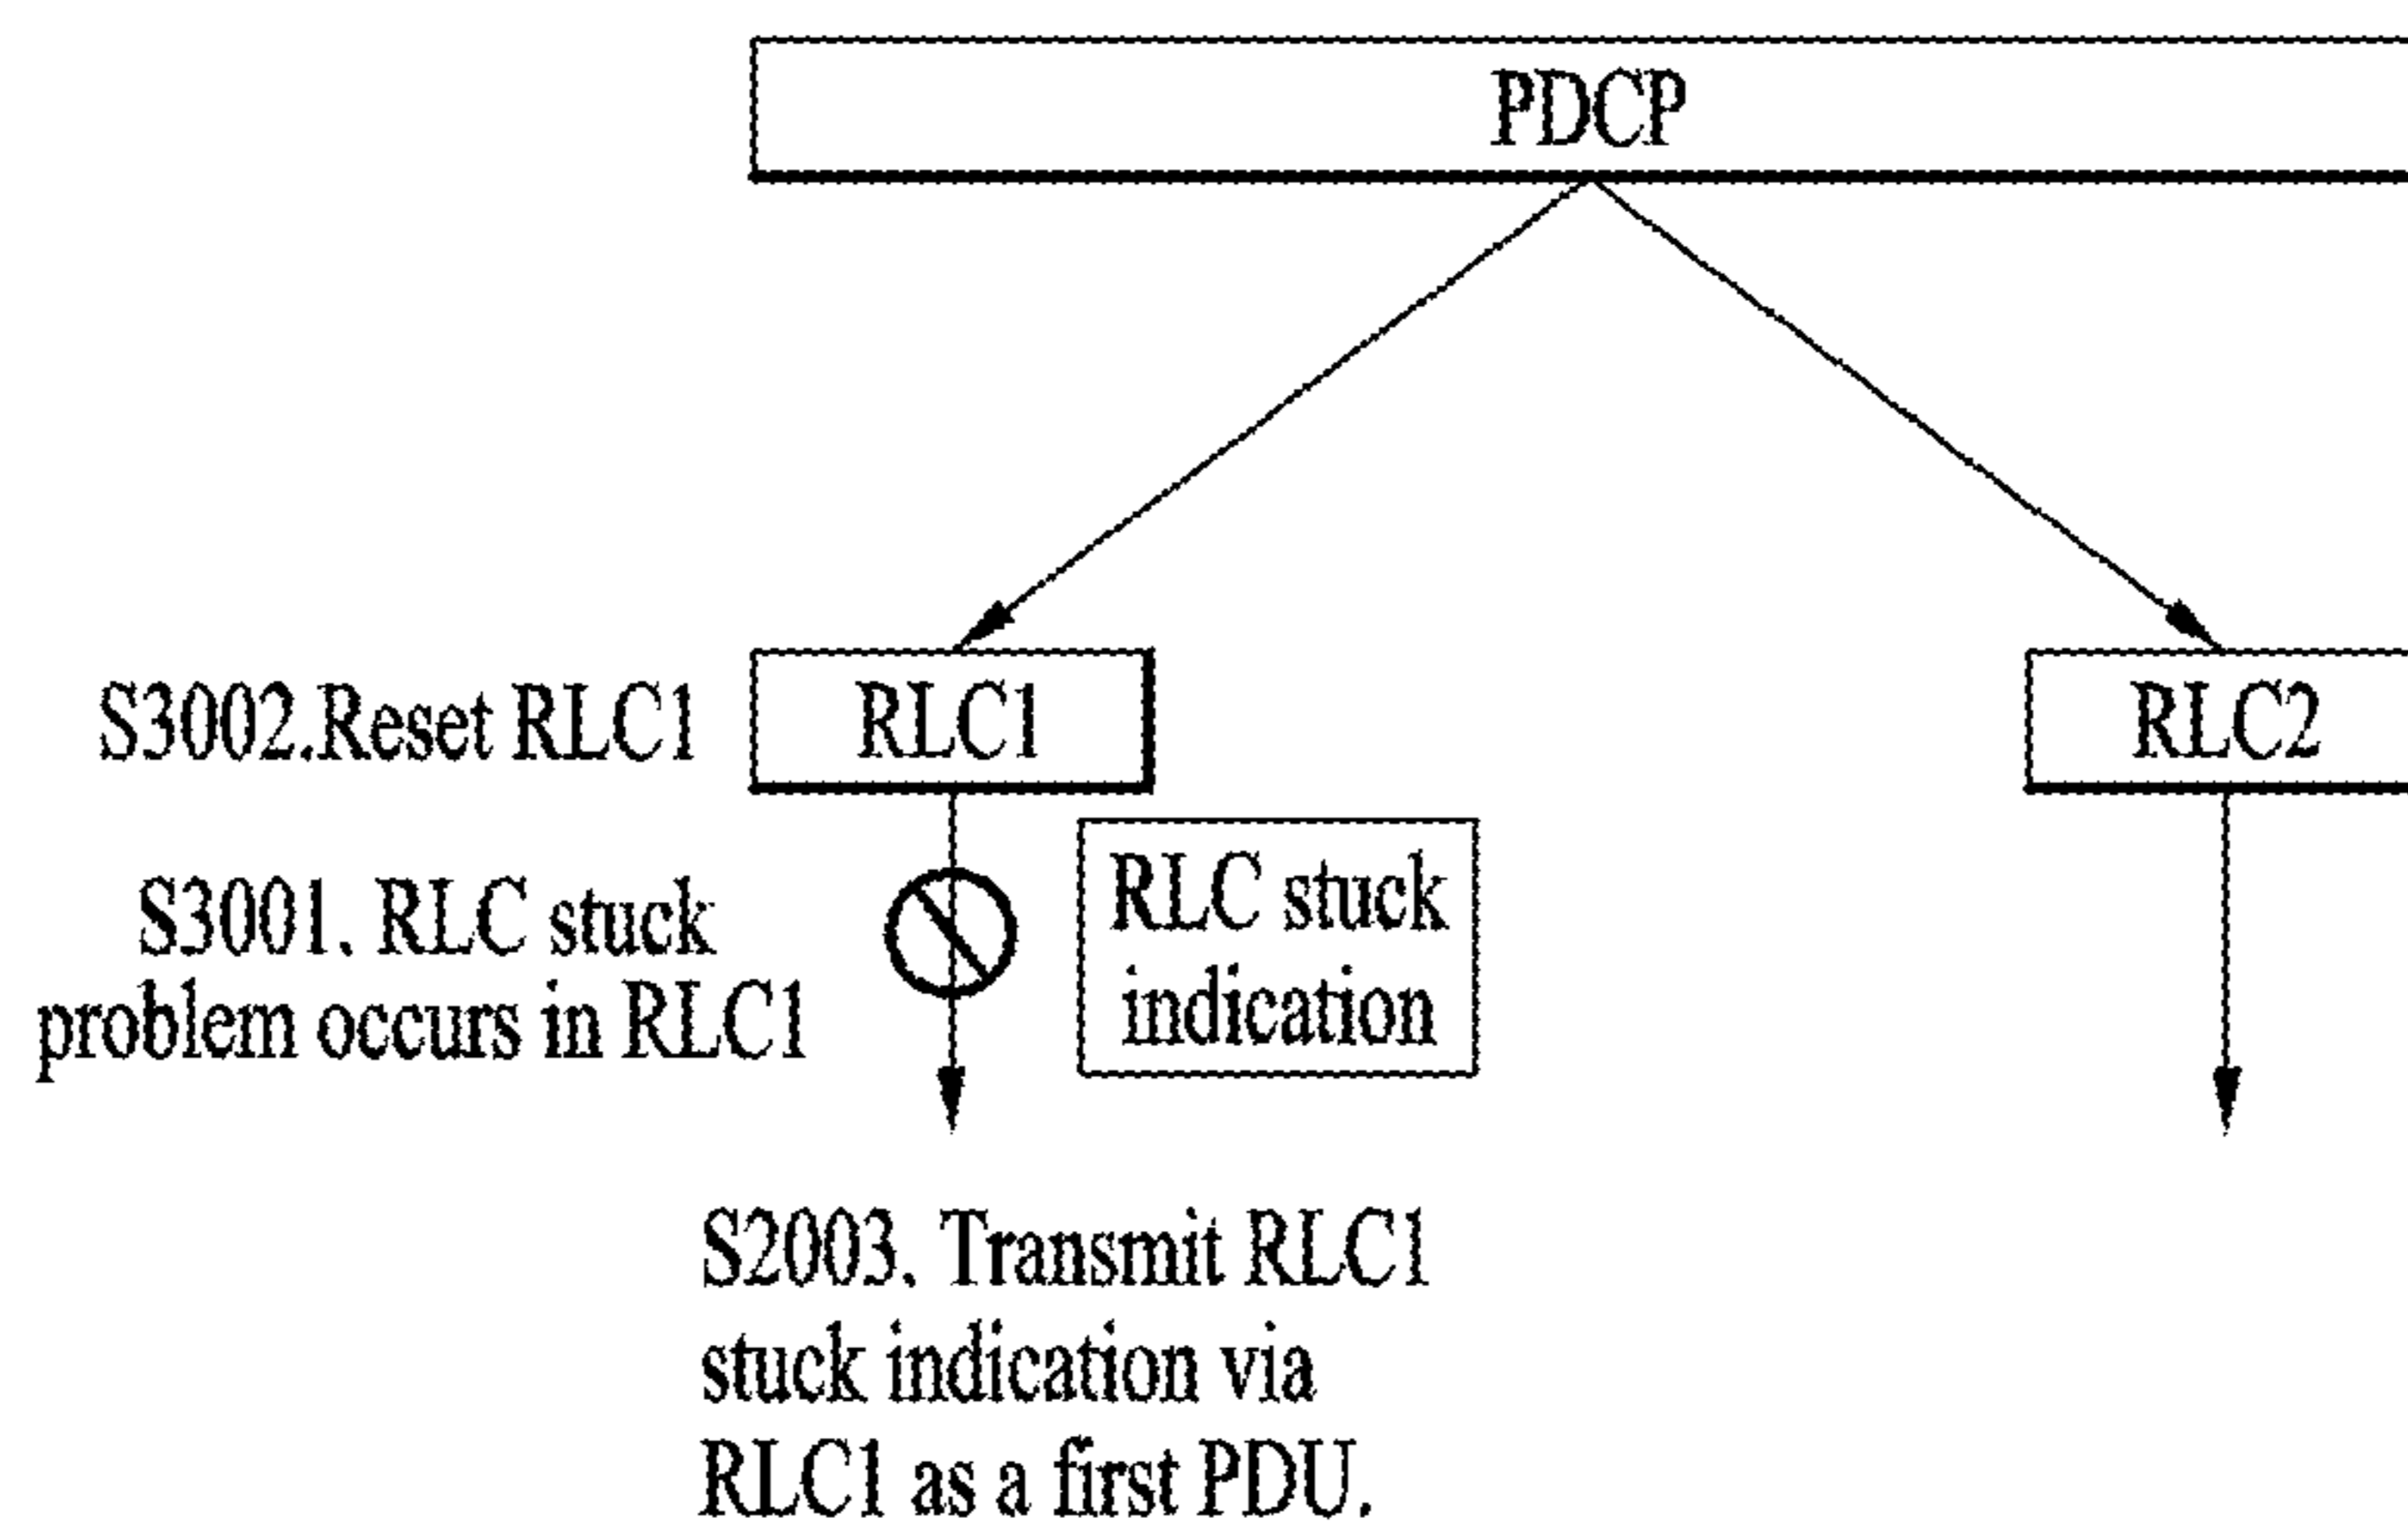 PDCP
S3002.Reset RLC1
RLC1
RLC2
S3001. RLC stuck
problem occurs in RLC1
RLC stuck
indication
S2003. Transmit RLC1
stuck indication via
RLC1 as a first PDU.